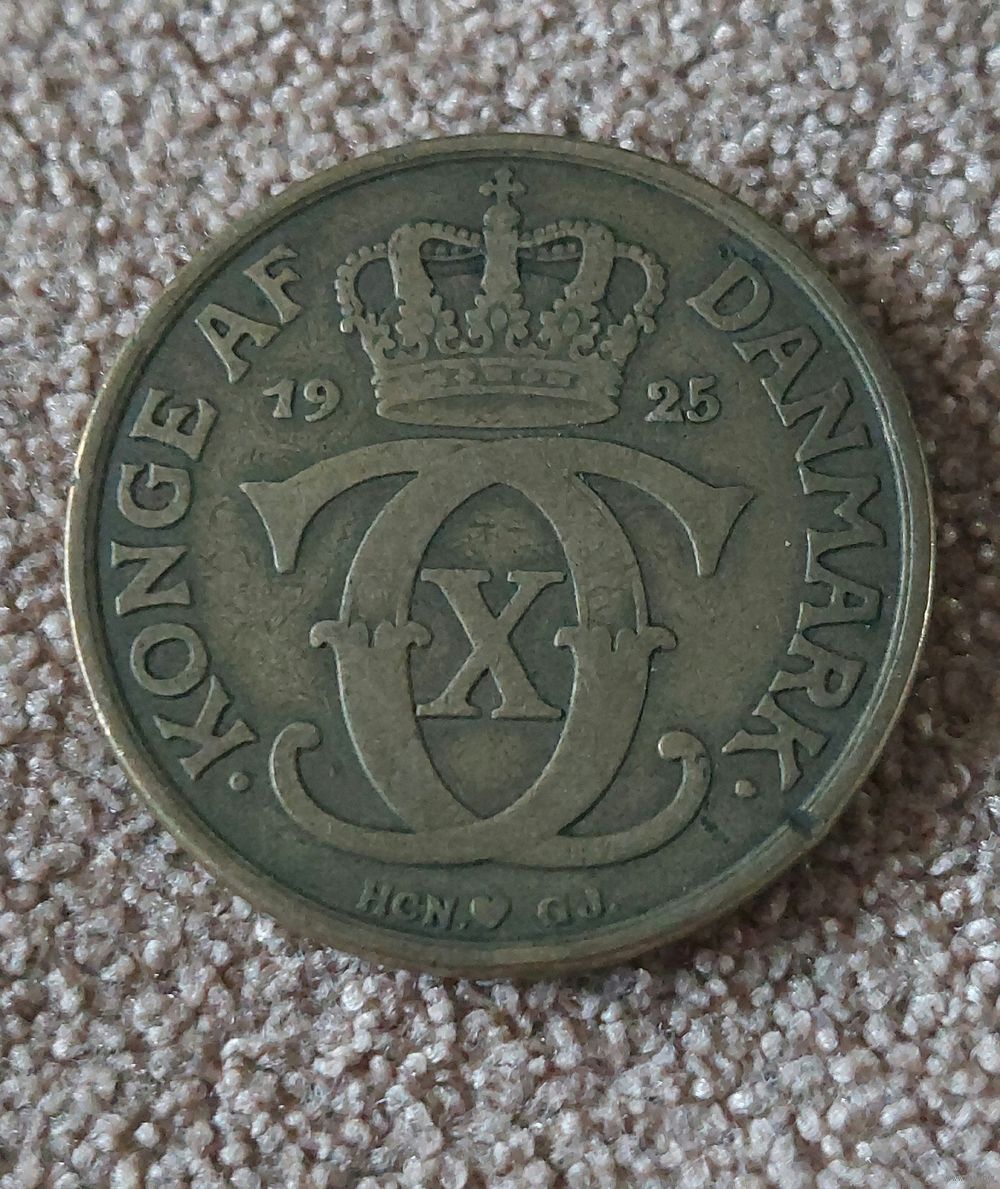 · KONGE AF DANMARK ·
19 25
X
HCN.♥ GJ.